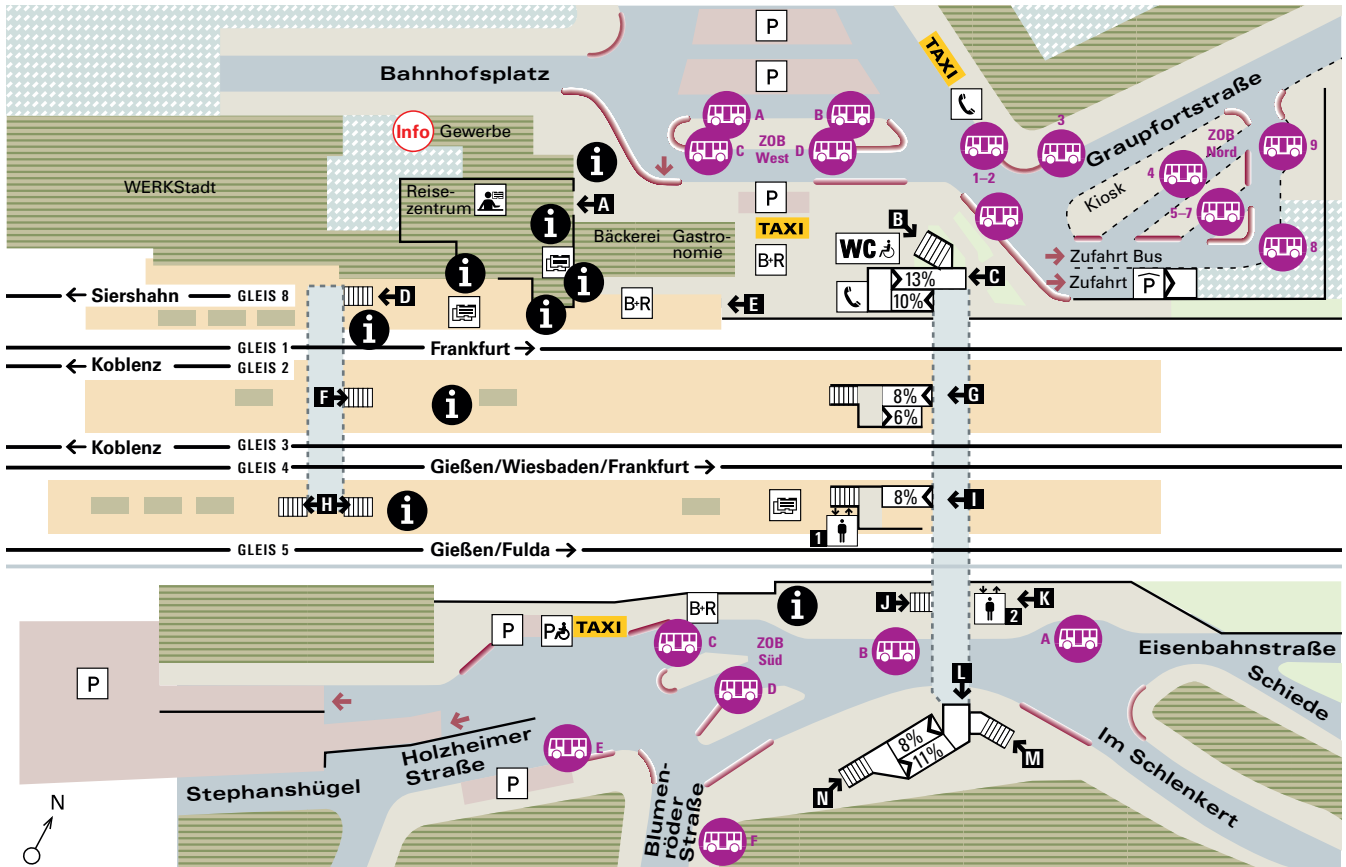 P
TAXI
Bahnhofsplatz
P
A
B
3
Info Gewerbe
ZOB
West
C
D
1–2
Graupfortstraße
ZOB
Nord
9
4
WERKStadt
Reise-
zentrum
i
A
P
Kiosk
5–7
i
Bäckerei
Gastro-
nomie
TAXI
B
WC
8
B+R
Zufahrt Bus
i
i
13%
C
Zufahrt
P
← Siershahn
GLEIS 8
D
i
B+R
E
10%
i
GLEIS 1
Frankfurt →
← Koblenz
GLEIS 2
F
i
8%
G
6%
← Koblenz
GLEIS 3
GLEIS 4
Gießen/Wiesbaden/Frankfurt →
H
i
8%
I
1
GLEIS 5
Gießen/Fulda →
B+R
i
J
K
2
P
P
TAXI
C
ZOB
Süd
B
A
Eisenbahnstraße
P
D
L
Schiede
Holzheimer
Straße
E
8%
11%
M
Im Schlenkert
Stephanshügel
P
N
Blumen-
röder
Straße
F
N